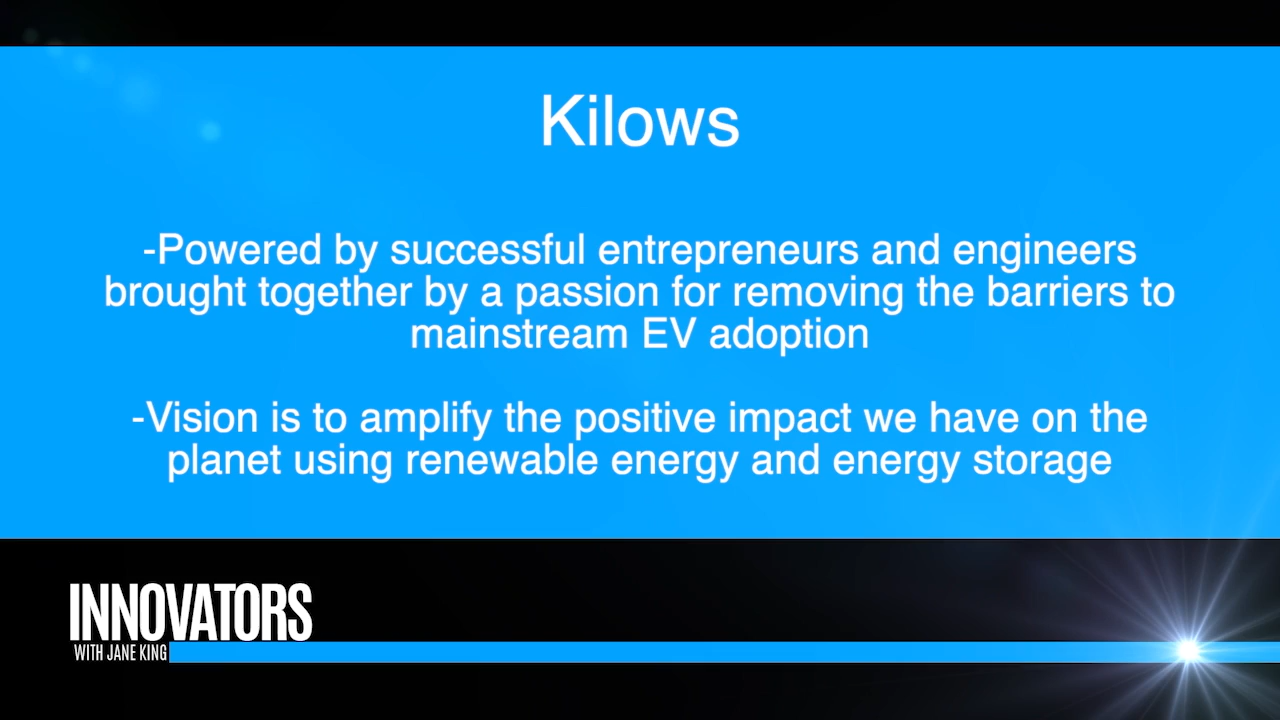 Kilows
-Powered by successful entrepreneurs and engineers
brought together by a passion for removing the barriers to
mainstream EV adoption
-Vision is to amplify the positive impact we have on the
planet using renewable energy and energy storage
INNOVATORS
WITH JANE KING